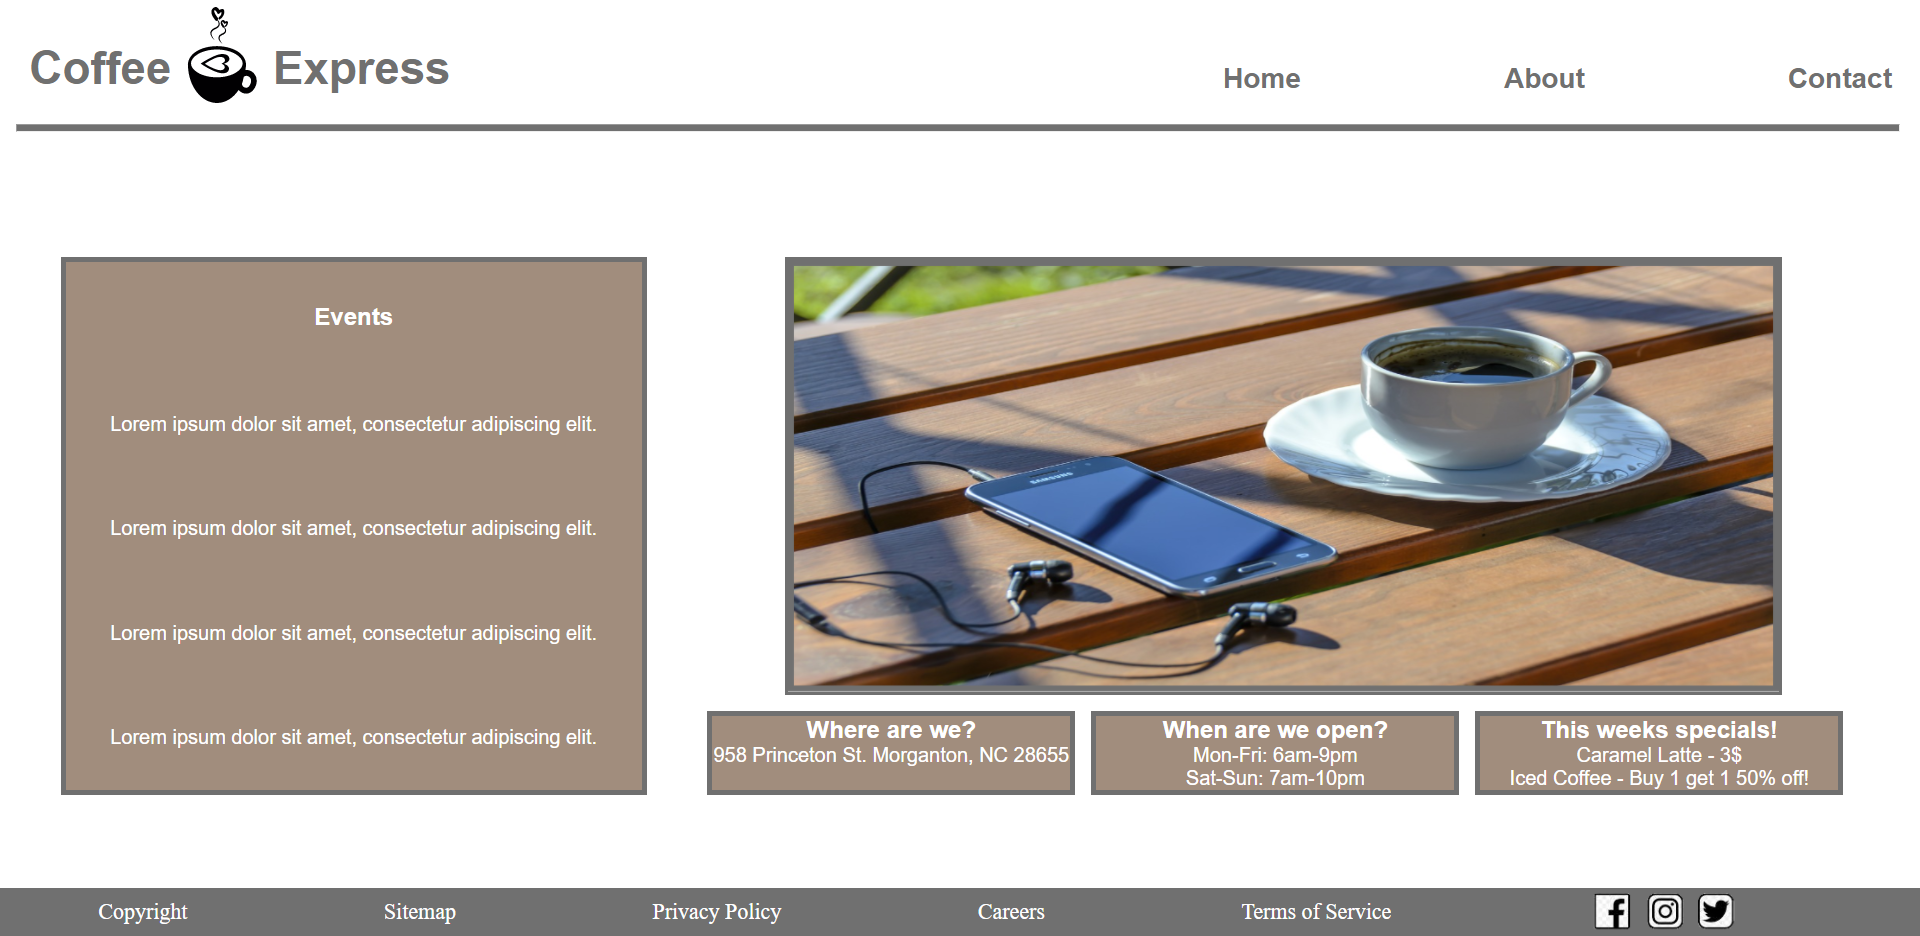 Coffee Express
Home
About
Contact
Events
Lorem ipsum dolor sit amet, consectetur adipiscing elit.
Lorem ipsum dolor sit amet, consectetur adipiscing elit.
Lorem ipsum dolor sit amet, consectetur adipiscing elit.
Lorem ipsum dolor sit amet, consectetur adipiscing elit.
SAMSUNG
Where are we?
958 Princeton St. Morganton, NC 28655
When are we open?
Mon-Fri: 6am-9pm
Sat-Sun: 7am-10pm
This weeks specials!
Caramel Latte - 3$
Iced Coffee - Buy 1 get 1 50% off!
Copyright
Sitemap
Privacy Policy
Careers
Terms of Service